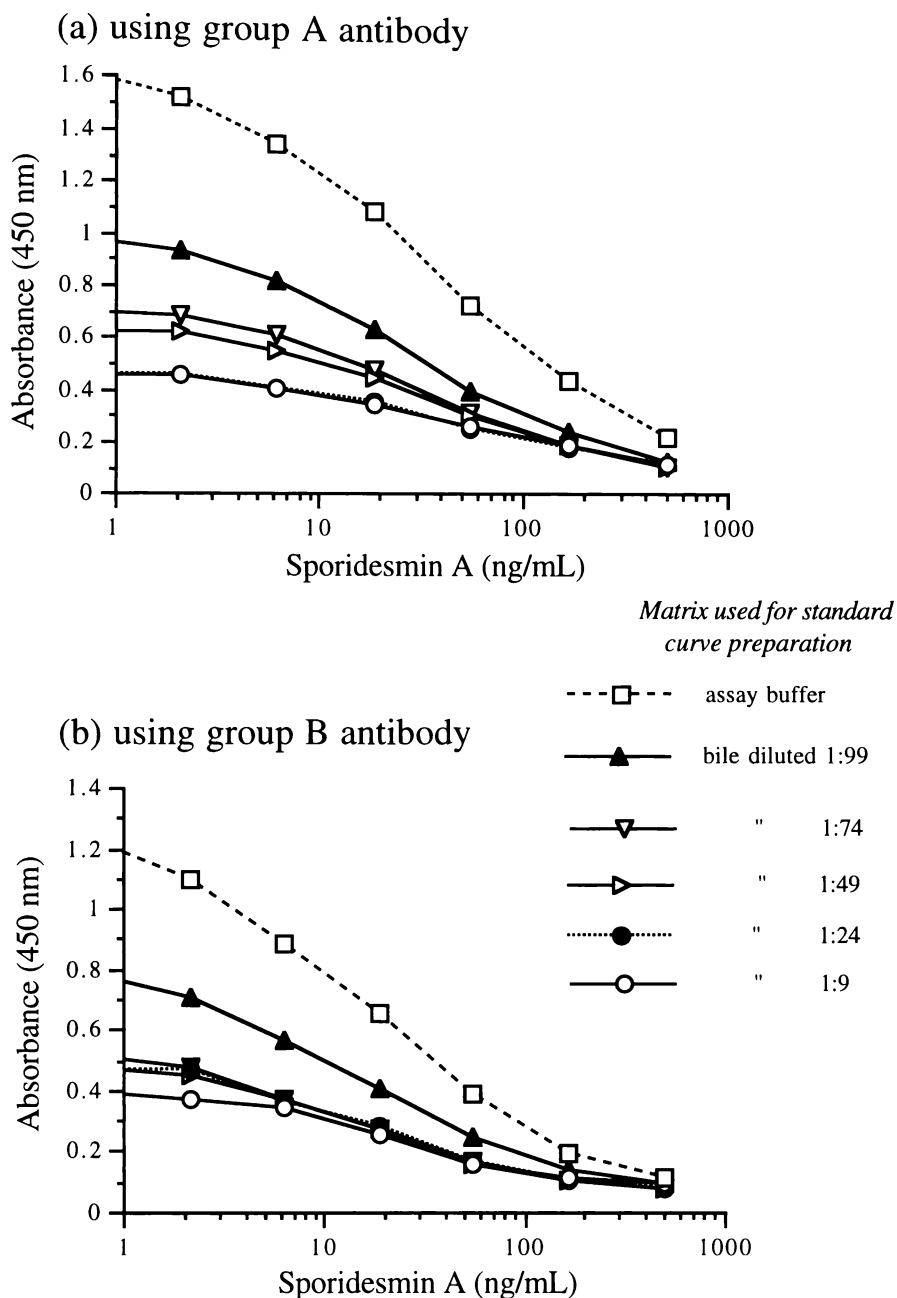 (a) using group A antibody
1.6
1.4
1.2
1
0.8
0.6
0.4
0.2
0
Absorbance (450 nm)
1
10
100
1000
Sporidesmin A (ng/mL)
Matrix used for standard
curve preparation
assay buffer
bile diluted 1:99
" 1:74
" 1:49
" 1:24
" 1:9
(b) using group B antibody
1.4
1.2
1
0.8
0.6
0.4
0.2
0
Absorbance (450 nm)
1
10
100
1000
Sporidesmin A (ng/mL)